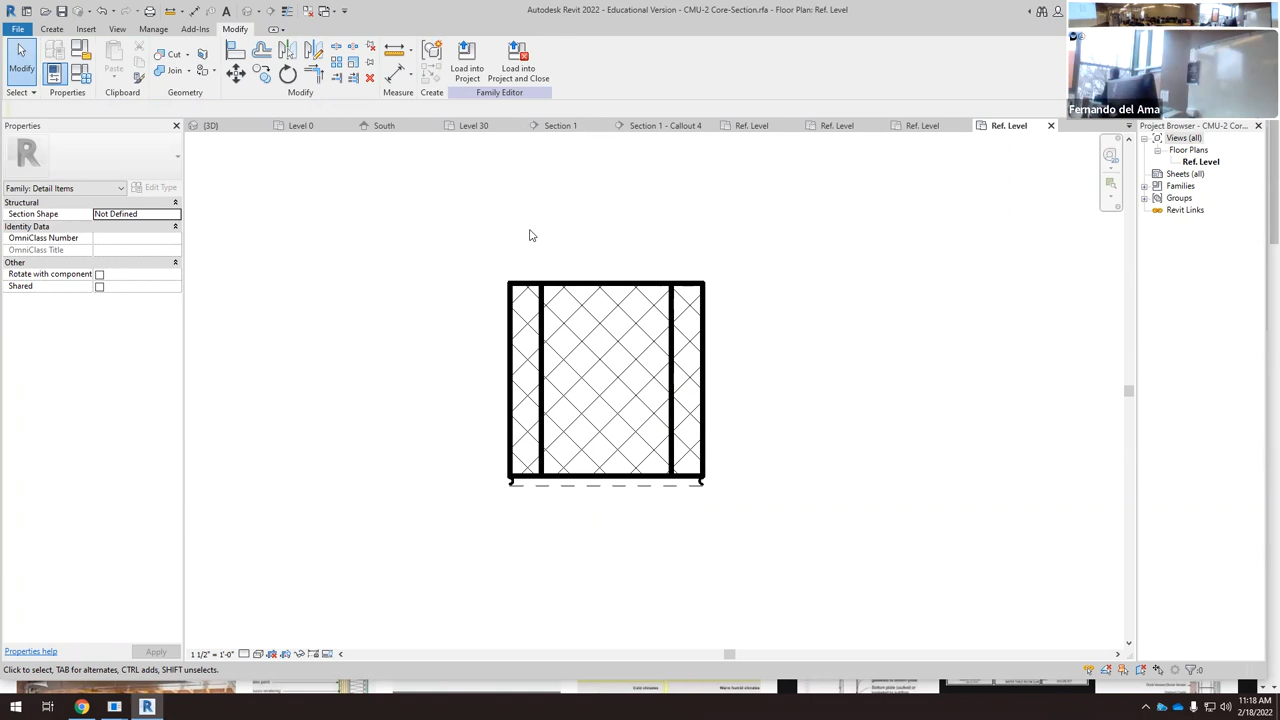 Autodesk Revit 2022 - Educational Version - CMU-2 Core-Section.rfa - Floor Plan: Ref. Level
File Create Insert View Manage Add-Ins Modify
Modify
Paste
Cut
Join
Load into Project
Load into Project and Close
Select Properties Clipboard Geometry Modify Measure Create Family Editor
Fernando del Ama
Properties
{3D} Level 0 South Level 30 Section 1 Section 1 - Callout 4 Ref. Level Ref. Level Ref. Level Ref. Level
Project Browser - CMU-2 Cor...
Views (all)
Floor Plans
Ref. Level
Sheets (all)
Families
Groups
Revit Links
R
Family: Detail Items
Edit Type
Structural
Section Shape Not Defined
Identity Data
OmniClass Number
OmniClass Title
Other
Rotate with component
Shared
2D
Properties help
Apply
1 1/2" = 1'-0"
Click to select, TAB for alternates, CTRL adds, SHIFT unselects.
:0
11:18 AM
2/18/2022